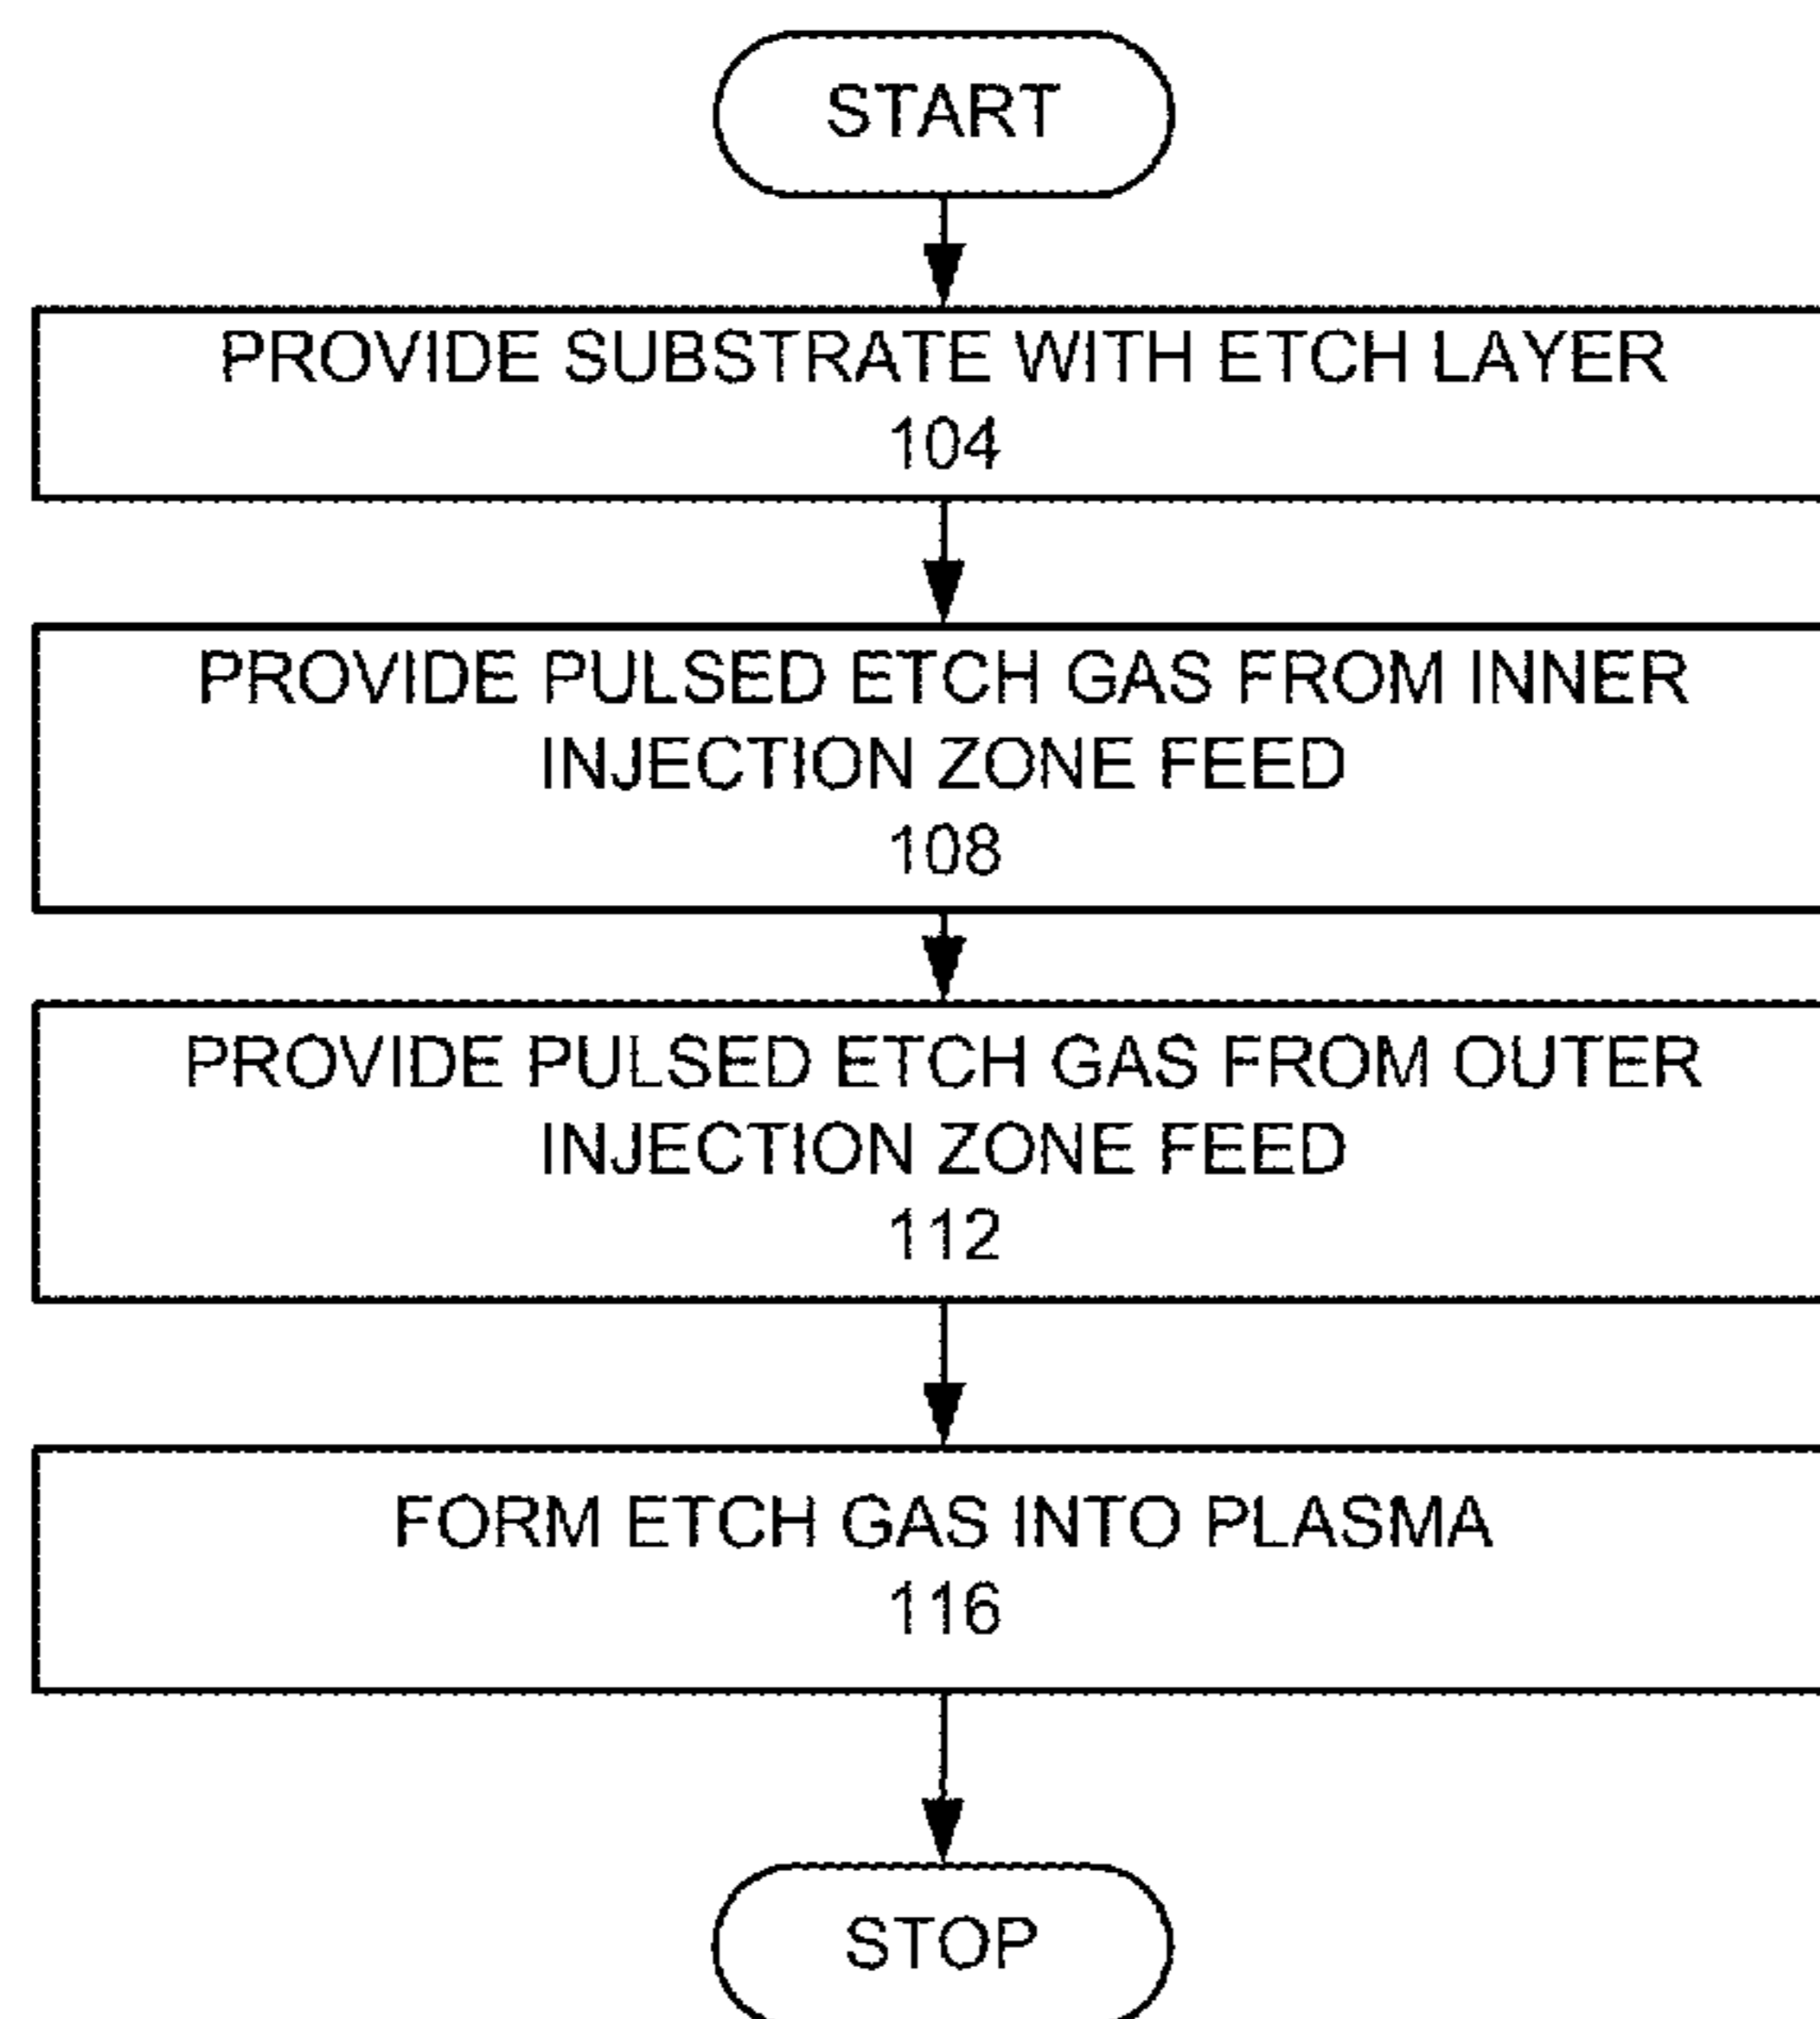 START
PROVIDE SUBSTRATE WITH ETCH LAYER
104
PROVIDE PULSED ETCH GAS FROM INNER
INJECTION ZONE FEED
108
PROVIDE PULSED ETCH GAS FROM OUTER
INJECTION ZONE FEED
112
FORM ETCH GAS INTO PLASMA
116
STOP